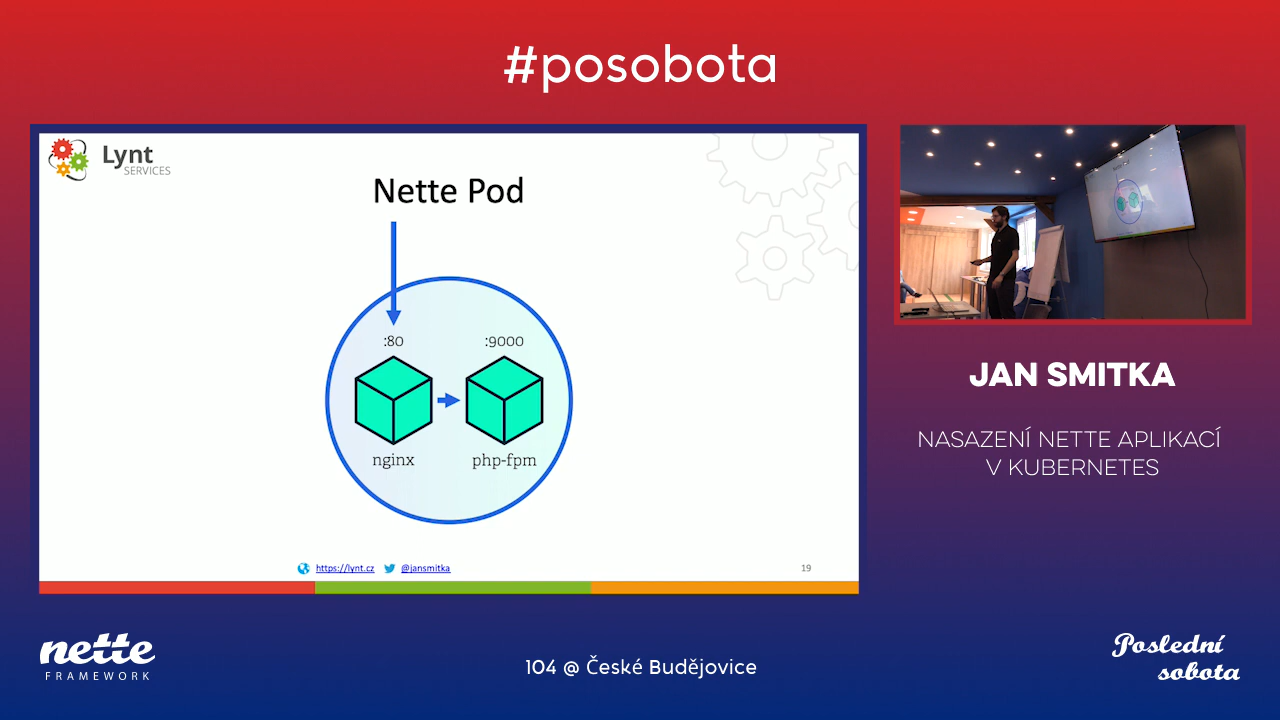 #posobota
Lynt
SERVICES
Nette Pod
:80
:9000
nginx
php-fpm
https://lynt.cz
@jansmitka
19
JAN SMITKA
NASAZENÍ NETTE APLIKACÍ
V KUBERNETES
nette
FRAMEWORK
104 @ České Budějovice
Poslední
sobota